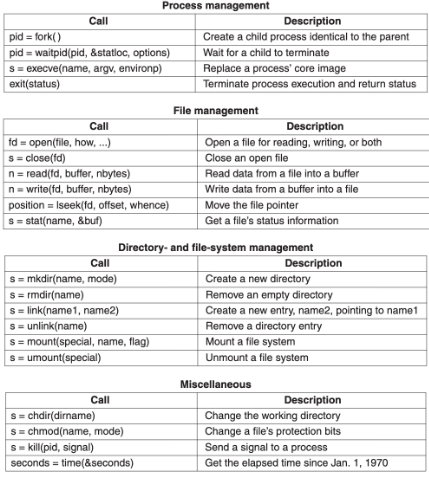 Process management
Call Description
pid = fork( ) Create a child process identical to the parent
pid = waitpid(pid, &statloc, options) Wait for a child to terminate
s = execve(name, argv, environp) Replace a process' core image
exit(status) Terminate process execution and return status
File management
Call Description
fd = open(file, how, ...) Open a file for reading, writing, or both
s = close(fd) Close an open file
n = read(fd, buffer, nbytes) Read data from a file into a buffer
n = write(fd, buffer, nbytes) Write data from a buffer into a file
position = lseek(fd, offset, whence) Move the file pointer
s = stat(name, &buf) Get a file's status information
Directory- and file-system management
Call Description
s = mkdir(name, mode) Create a new directory
s = rmdir(name) Remove an empty directory
s = link(name1, name2) Create a new entry, name2, pointing to name1
s = unlink(name) Remove a directory entry
s = mount(special, name, flag) Mount a file system
s = umount(special) Unmount a file system
Miscellaneous
Call Description
s = chdir(dirname) Change the working directory
s = chmod(name, mode) Change a file's protection bits
s = kill(pid, signal) Send a signal to a process
seconds = time(&seconds) Get the elapsed time since Jan. 1, 1970